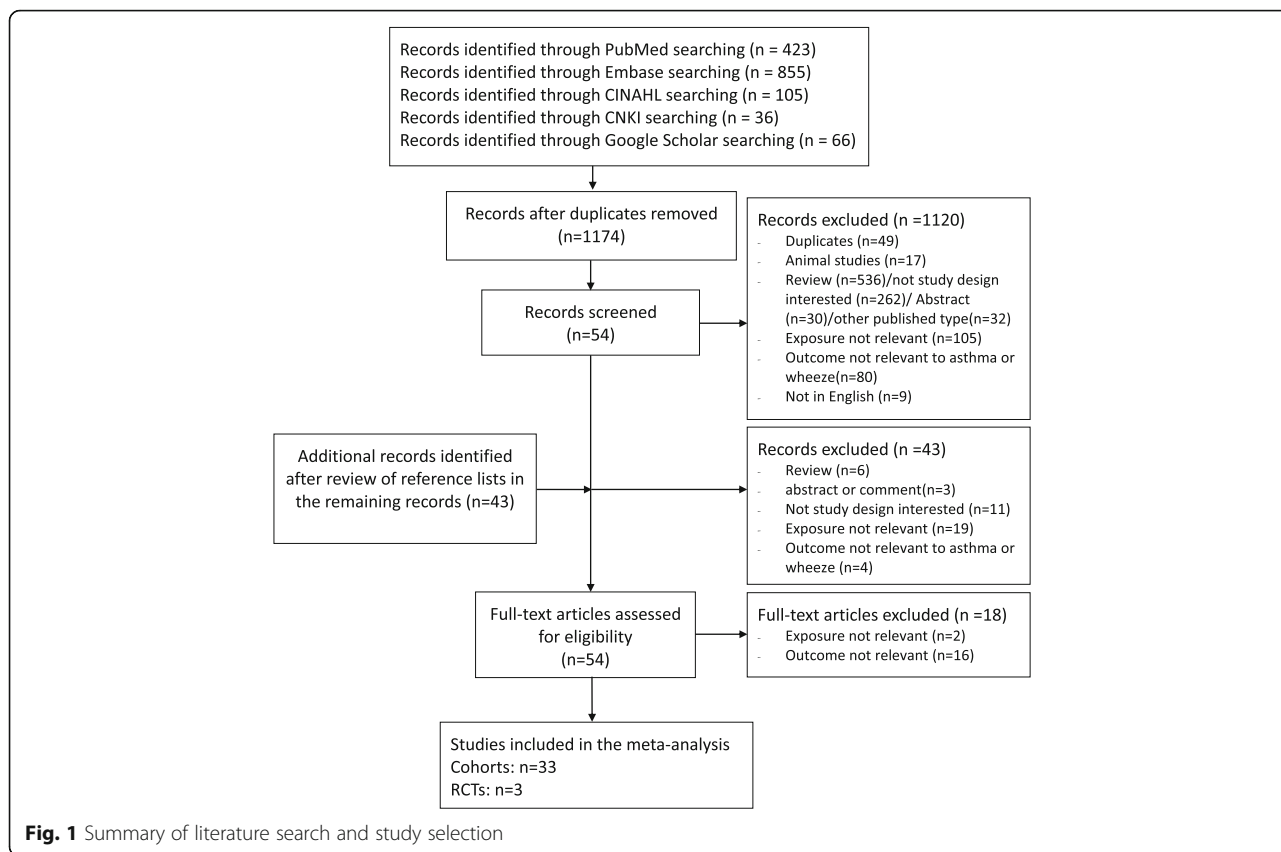 Records identified through PubMed searching (n = 423)
Records identified through Embase searching (n = 855)
Records identified through CINAHL searching (n = 105)
Records identified through CNKI searching (n = 36)
Records identified through Google Scholar searching (n = 66)
Records after duplicates removed
(n=1174)
Records excluded (n =1120)
- Duplicates (n=49)
- Animal studies (n=17)
- Review (n=536)/not study design
interested (n=262)/ Abstract
(n=30)/other published type(n=32)
- Exposure not relevant (n=105)
- Outcome not relevant to asthma or
wheeze(n=80)
- Not in English (n=9)
Records screened
(n=54)
Additional records identified
after review of reference lists in
the remaining records (n=43)
Records excluded (n =43)
- Review (n=6)
- abstract or comment(n=3)
- Not study design interested (n=11)
- Exposure not relevant (n=19)
- Outcome not relevant to asthma or
wheeze (n=4)
Full-text articles assessed
for eligibility
(n=54)
Full-text articles excluded (n =18)
- Exposure not relevant (n=2)
- Outcome not relevant (n=16)
Studies included in the meta-analysis
Cohorts: n=33
RCTs: n=3
Fig. 1 Summary of literature search and study selection